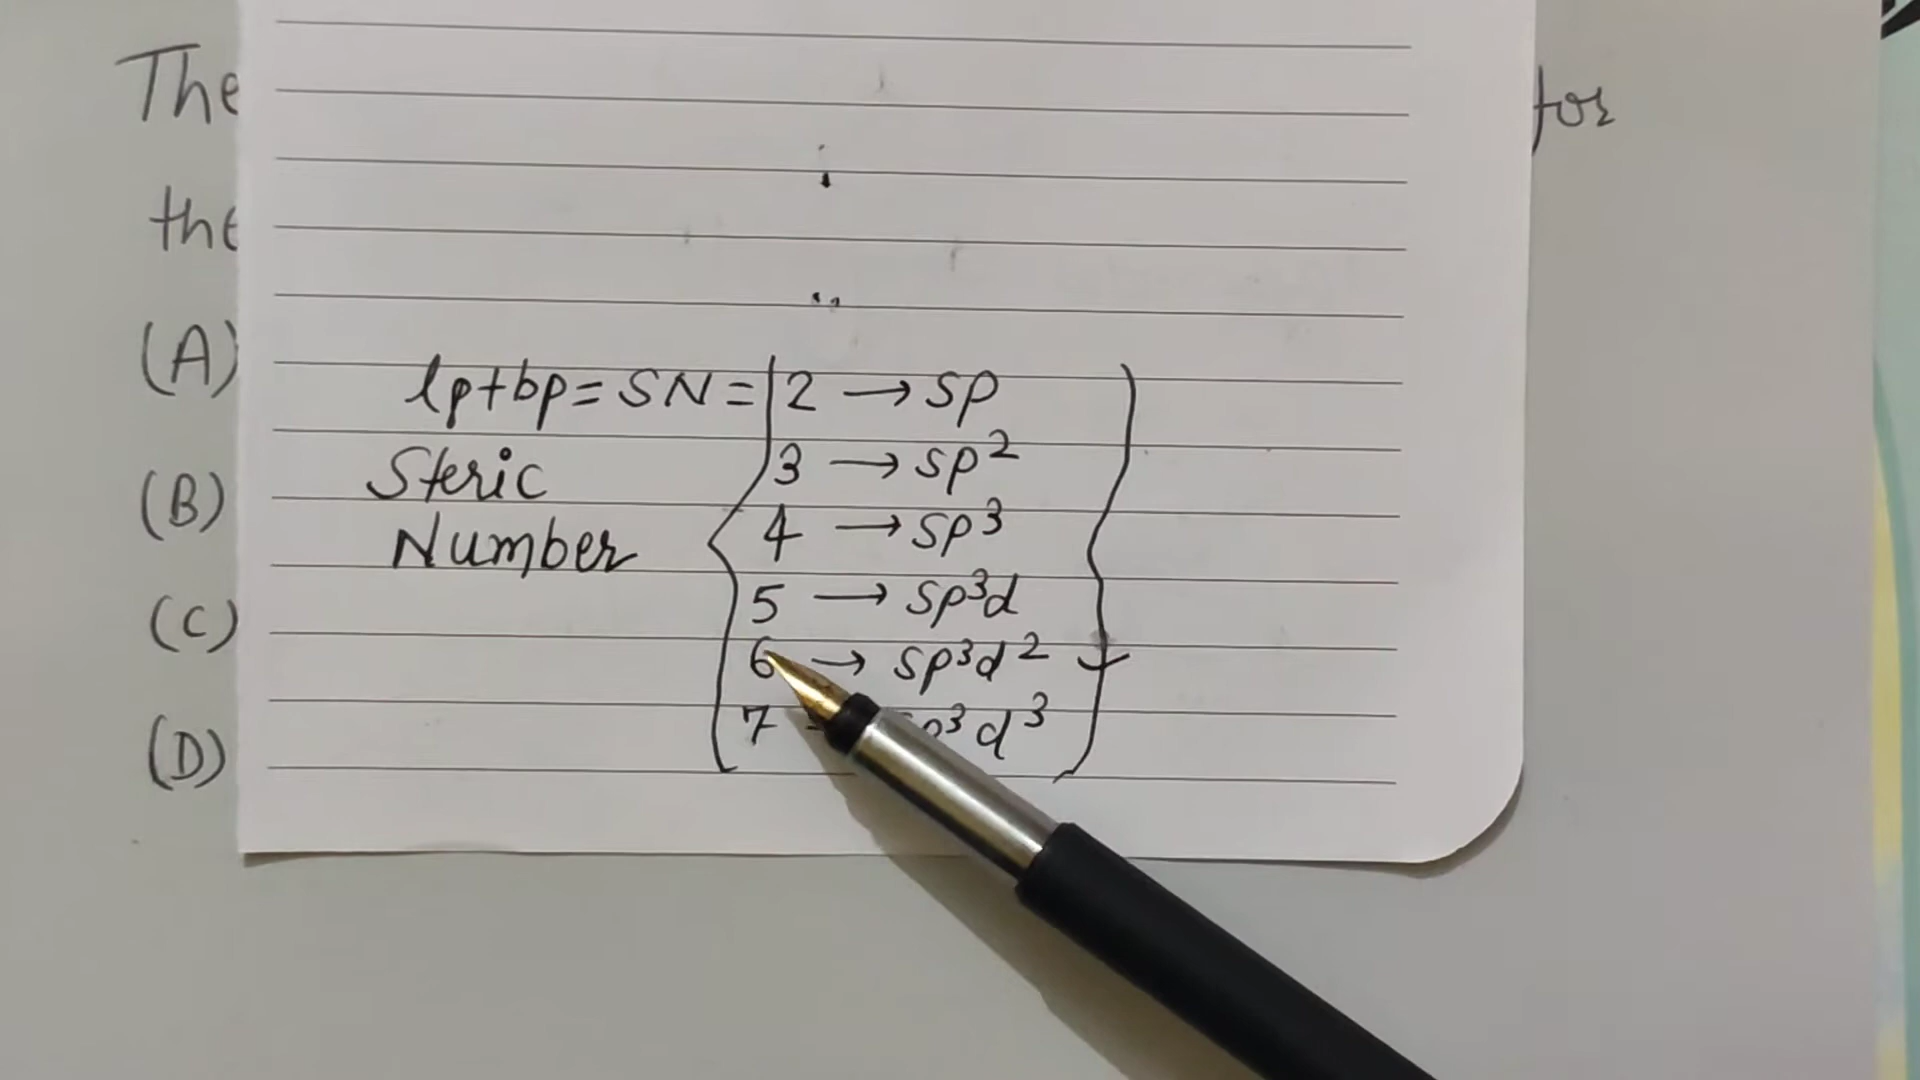 The
for
the
(A)
(B)
(C)
(D)
lp+bp = SN = 2 → sp
Steric
Number
3 → sp²
4 → sp³
5 → sp³d
6 → sp³d²
7 p³d³